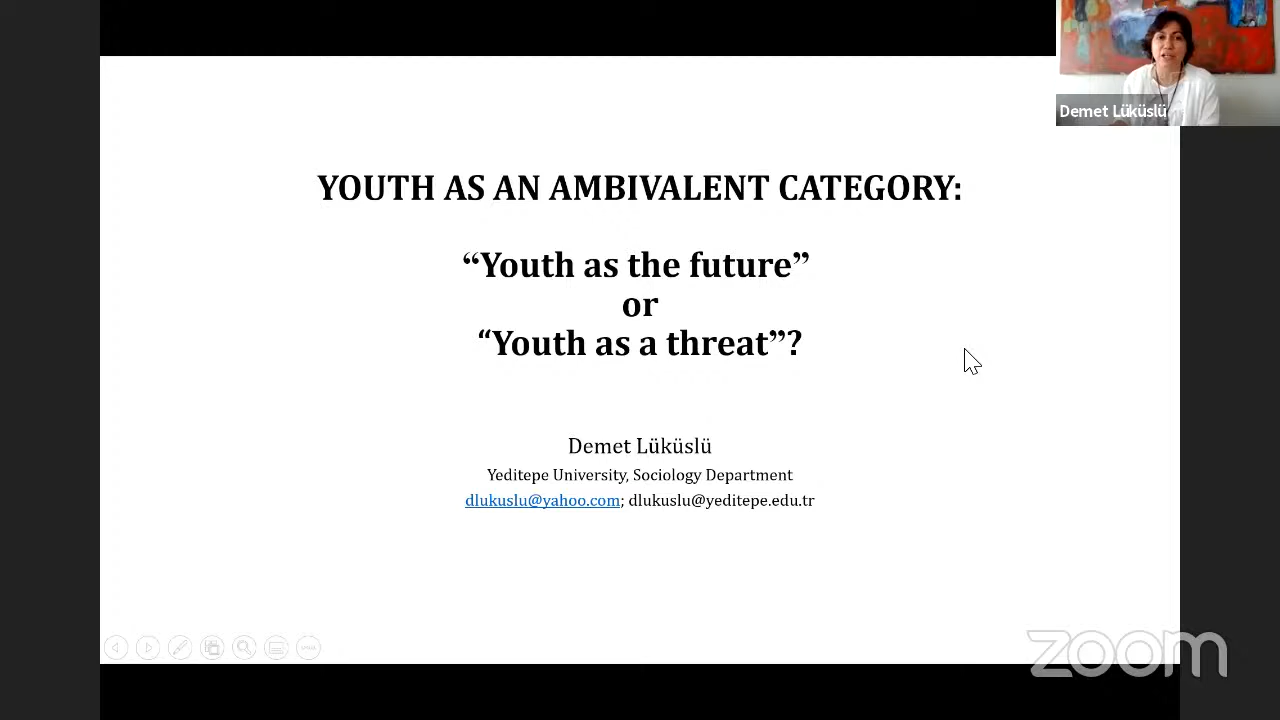 Demet Lüküslü
YOUTH AS AN AMBIVALENT CATEGORY:
“Youth as the future”
or
“Youth as a threat”?
Demet Lüküslü
Yeditepe University, Sociology Department
dlukuslu@yahoo.com; dlukuslu@yeditepe.edu.tr
zoom